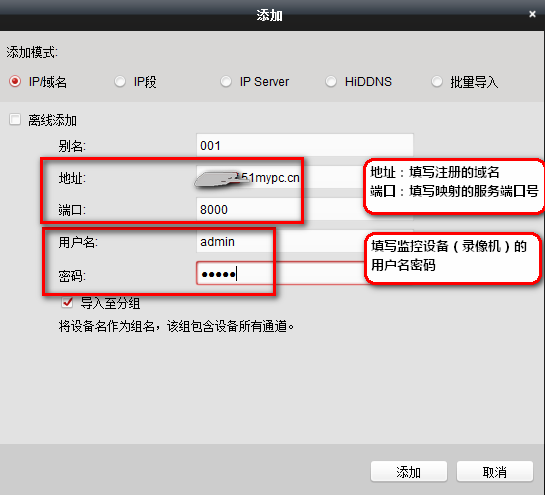 添加
×
添加模式:
IP/域名
IP段
IP Server
HiDDNS
批量导入
离线添加
别名:
001
地址:
51mypc.cn
端口:
8000
地址：填写注册的域名
端口：填写映射的服务端口号
用户名:
admin
密码:
●●●●●
填写监控设备（录像机）的
用户名密码
导入至分组
将设备名作为组名，该组包含设备所有通道。
添加
取消